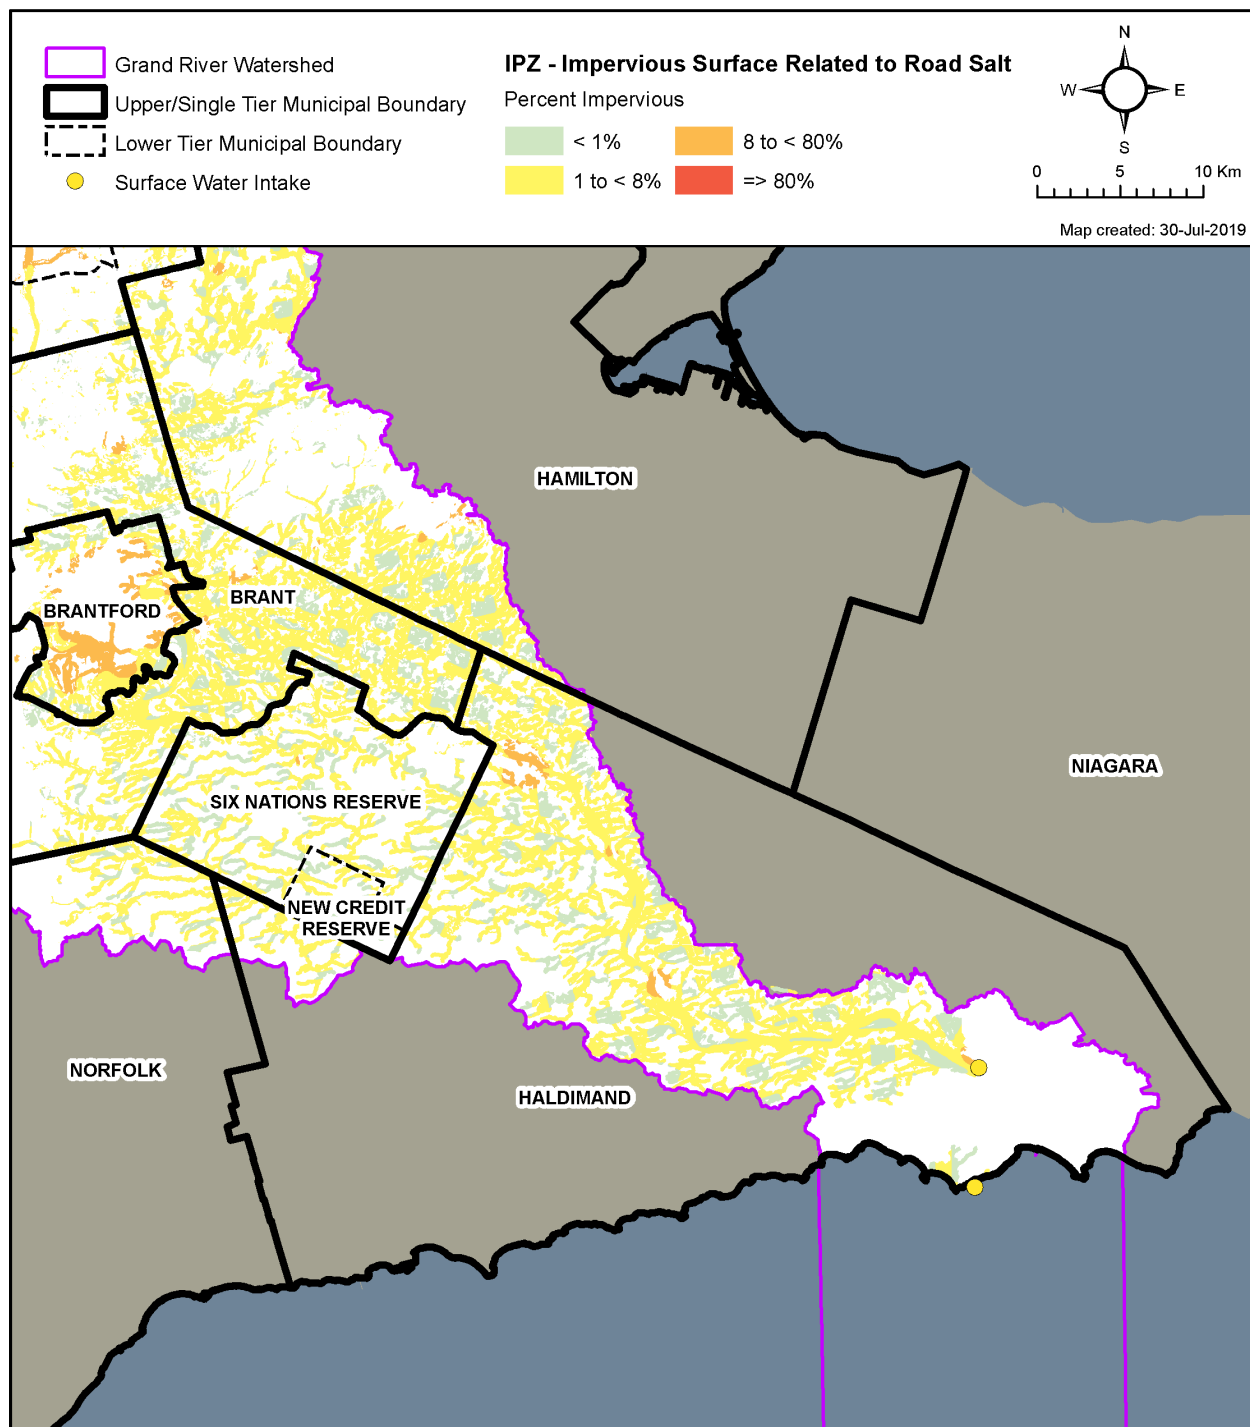 Grand River Watershed
Upper/Single Tier Municipal Boundary
Lower Tier Municipal Boundary
Surface Water Intake
IPZ - Impervious Surface Related to Road Salt
Percent Impervious
< 1%
8 to < 80%
1 to < 8%
=> 80%
N
W
E
S
0
5
10 Km
Map created: 30-Jul-2019
HAMILTON
BRANTFORD
BRANT
NIAGARA
SIX NATIONS RESERVE
NEW CREDIT
RESERVE
NORFOLK
HALDIMAND